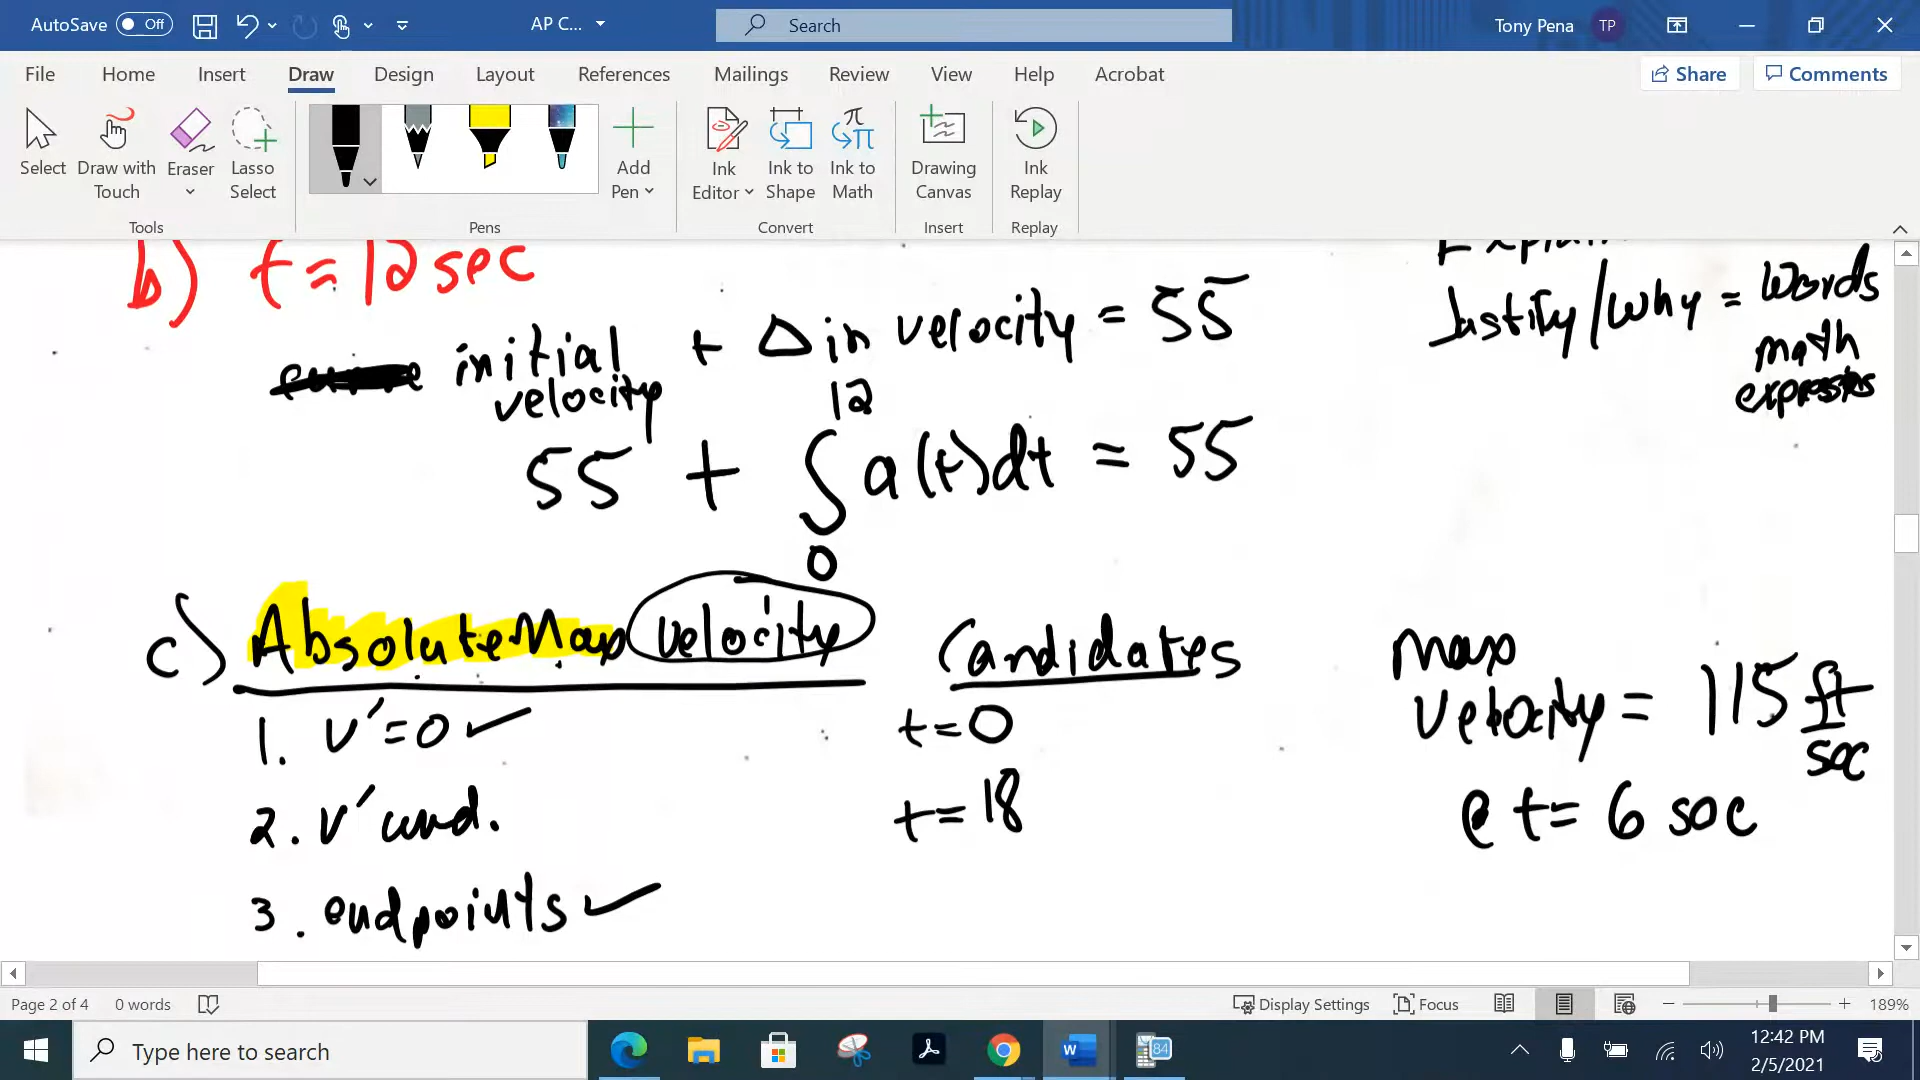 AutoSave Off AP C... Search Tony Pena TP
File Home Insert Draw Design Layout References Mailings Review View Help Acrobat Share Comments
Select Draw with Touch Eraser Lasso Select Add Pen Ink Editor Ink to Shape Ink to Math Drawing Canvas Ink Replay
Tools Pens Convert Insert Replay
b) t = 12 sec
initial velocity + Δ in velocity = 55
Justify/Why = Words
math
55 + ∫₀¹² a(t)dt = 55
c) Absolute Max velocity
1. v' = 0 ✓
2. v' und.
3. endpoints ✓
Candidates
t = 0
t = 18
max
velocity = 115 ft/sec
@ t = 6 sec
Page 2 of 4 0 words Display Settings Focus 189%
Type here to search 84 12:42 PM
2/5/2021